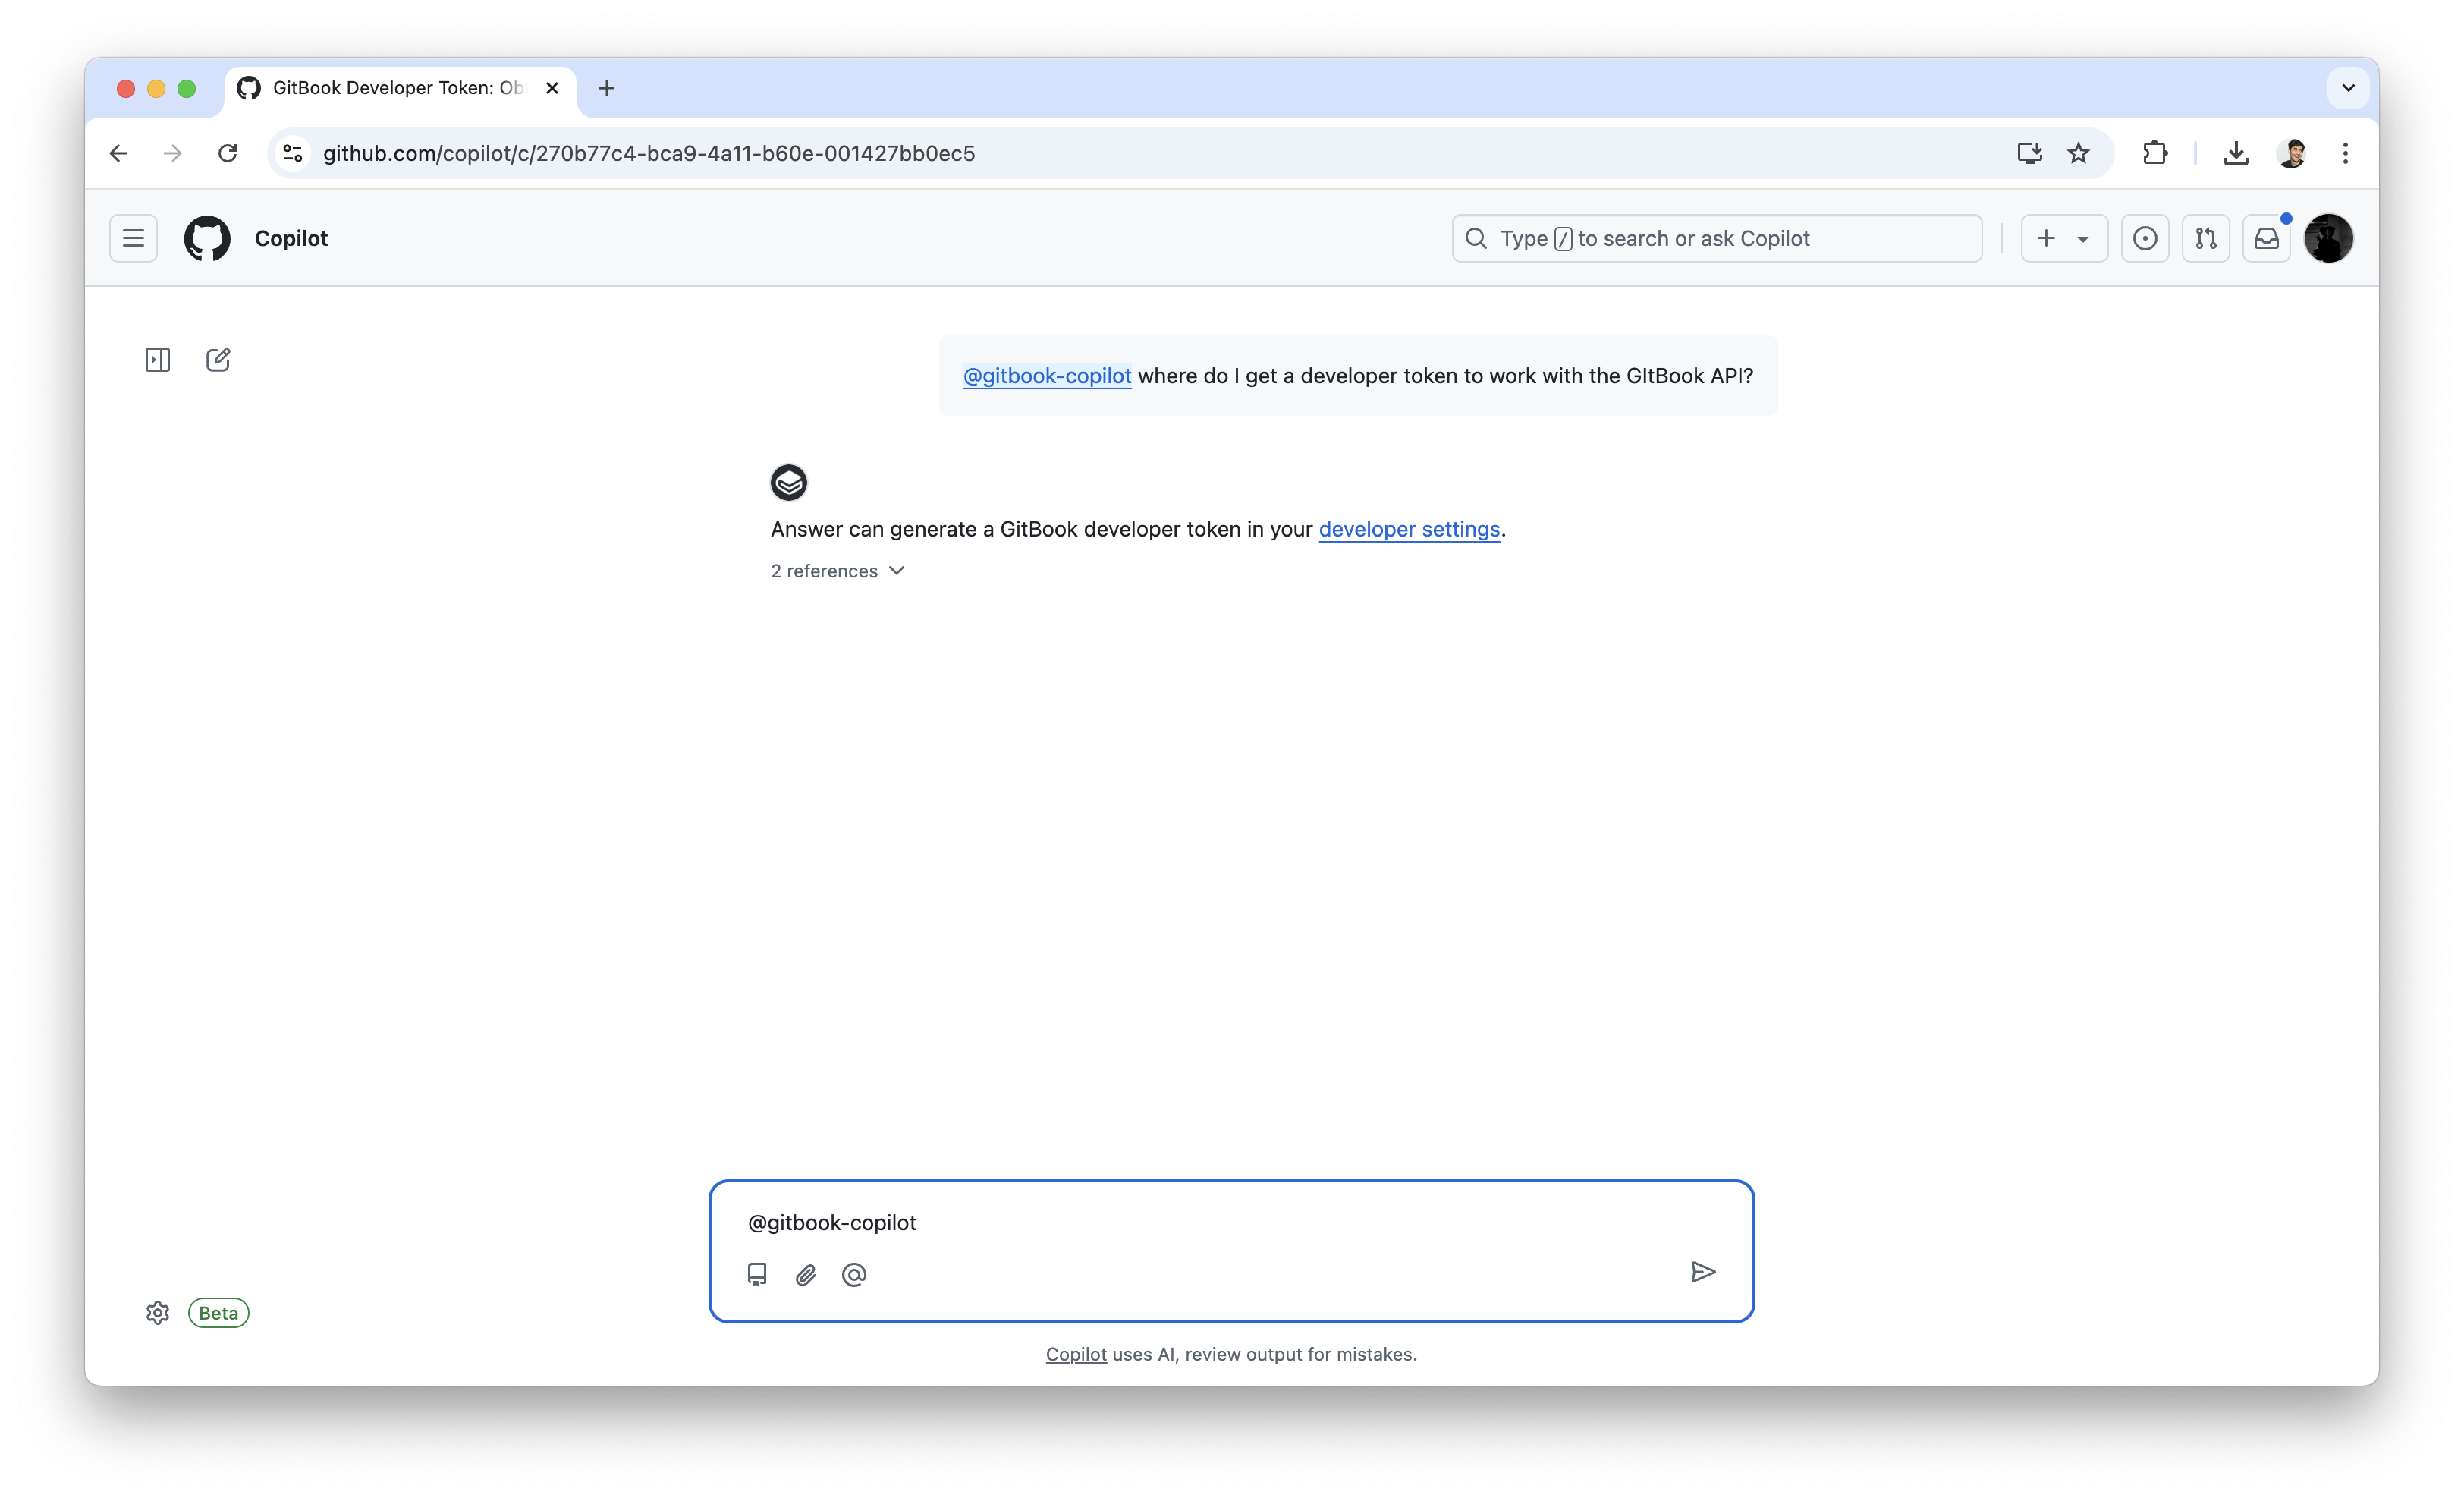 GitBook Developer Token: Ob
github.com/copilot/c/270b77c4-bca9-4a11-b60e-001427bb0ec5
Copilot
Type / to search or ask Copilot
@gitbook-copilot where do I get a developer token to work with the GItBook API?
Answer can generate a GitBook developer token in your developer settings.
2 references
@gitbook-copilot
Beta
Copilot uses AI, review output for mistakes.